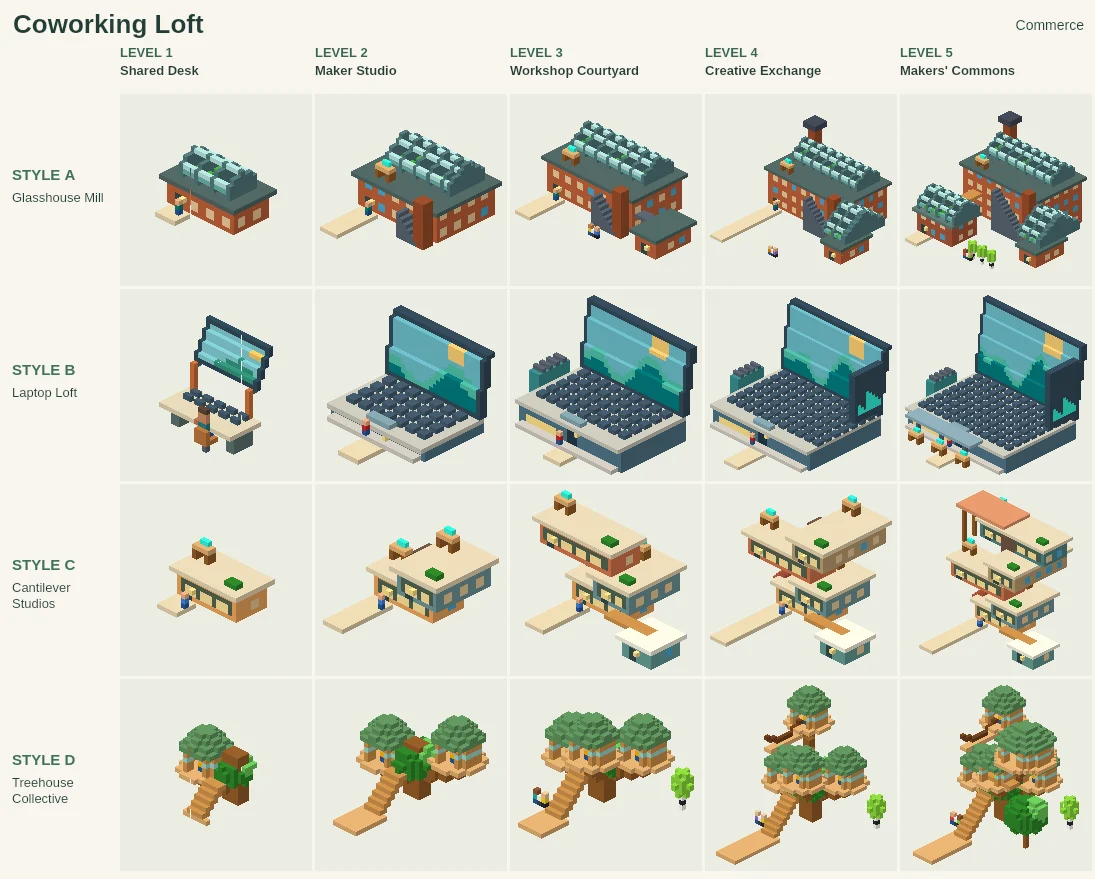 Coworking Loft
Commerce
LEVEL 1
Shared Desk
LEVEL 2
Maker Studio
LEVEL 3
Workshop Courtyard
LEVEL 4
Creative Exchange
LEVEL 5
Makers' Commons
STYLE A
Glasshouse Mill
STYLE B
Laptop Loft
STYLE C
Cantilever
Studios
STYLE D
Treehouse
Collective